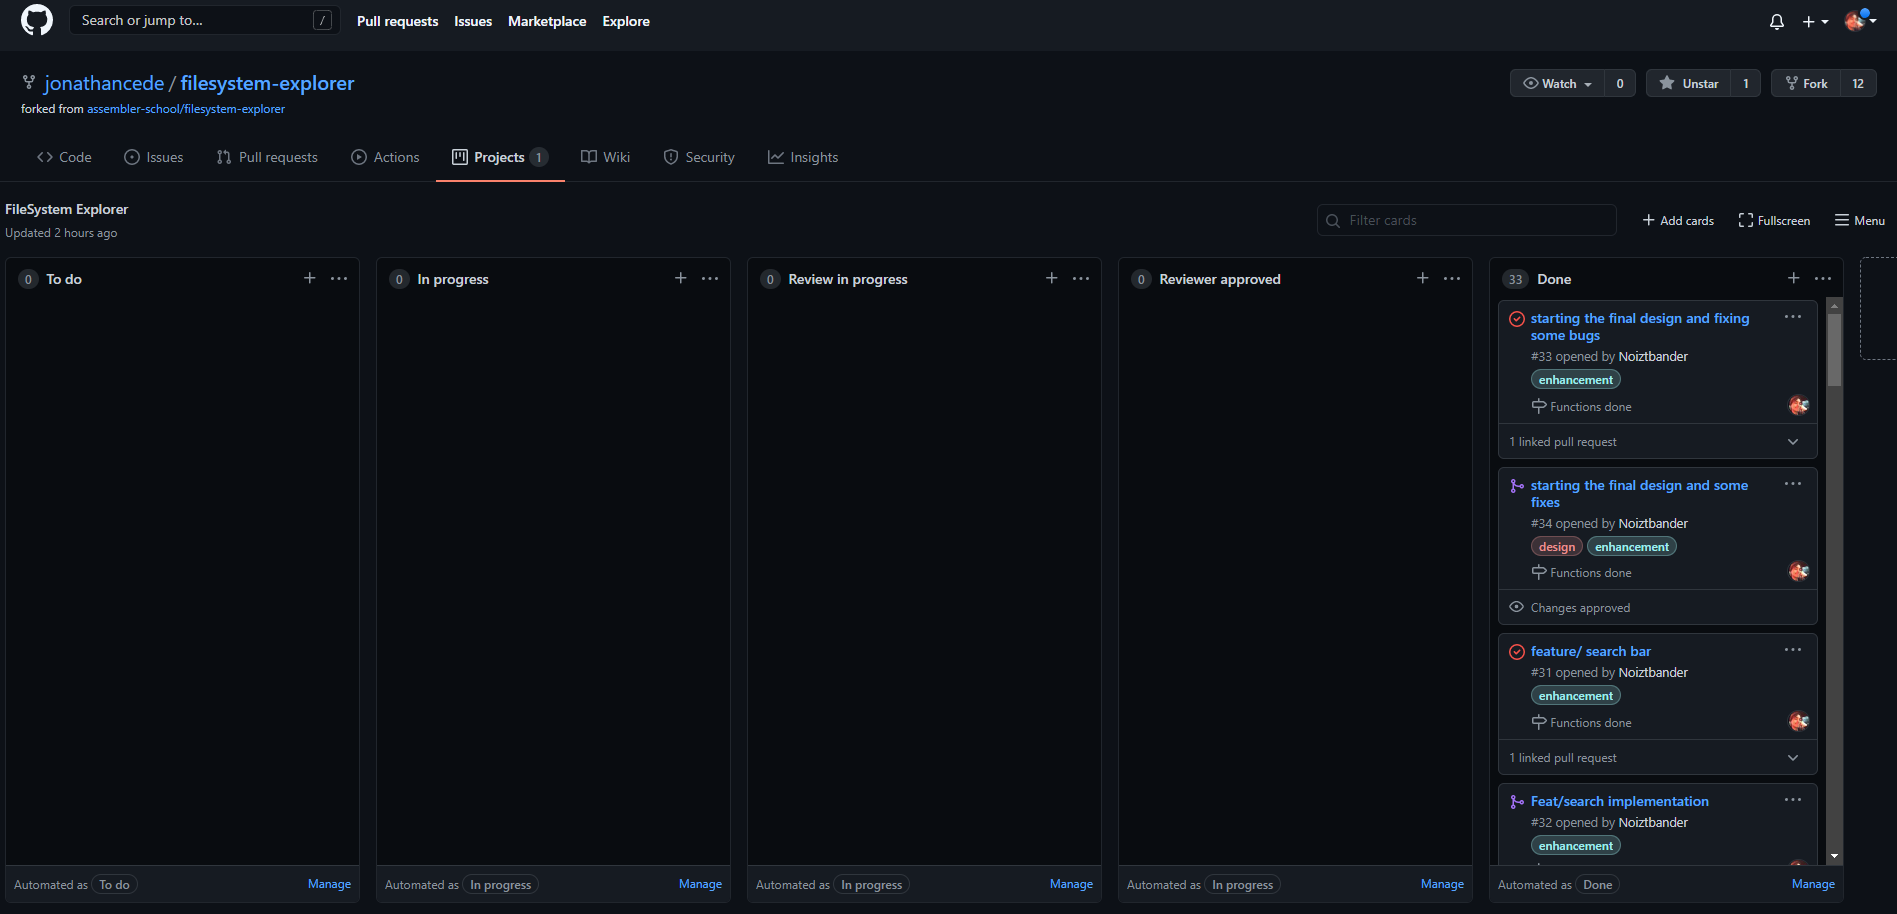 Search or jump to... /
Pull requests Issues Marketplace Explore
jonathancede / filesystem-explorer
forked from assembler-school/filesystem-explorer
Watch 0 Unstar 1 Fork 12
Code Issues Pull requests Actions Projects 1 Wiki Security Insights
FileSystem Explorer
Updated 2 hours ago
Filter cards Add cards Fullscreen Menu
0 To do
Automated as To do Manage
0 In progress
Automated as In progress Manage
0 Review in progress
Automated as In progress Manage
0 Reviewer approved
Automated as In progress Manage
33 Done
starting the final design and fixing
some bugs
#33 opened by Noiztbander
enhancement
Functions done
1 linked pull request
starting the final design and some
fixes
#34 opened by Noiztbander
design enhancement
Functions done
Changes approved
feature/ search bar
#31 opened by Noiztbander
enhancement
Functions done
1 linked pull request
Feat/search implementation
#32 opened by Noiztbander
enhancement
Automated as Done Manage